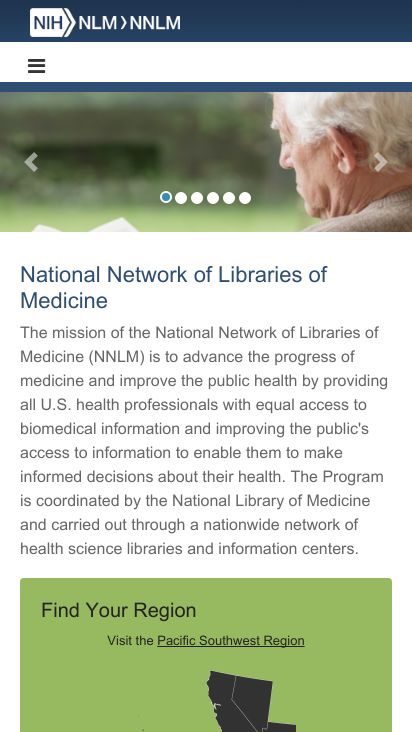 NIH NLM NNLM
National Network of Libraries of
Medicine
The mission of the National Network of Libraries of
Medicine (NNLM) is to advance the progress of
medicine and improve the public health by providing
all U.S. health professionals with equal access to
biomedical information and improving the public's
access to information to enable them to make
informed decisions about their health. The Program
is coordinated by the National Library of Medicine
and carried out through a nationwide network of
health science libraries and information centers.
Find Your Region
Visit the Pacific Southwest Region